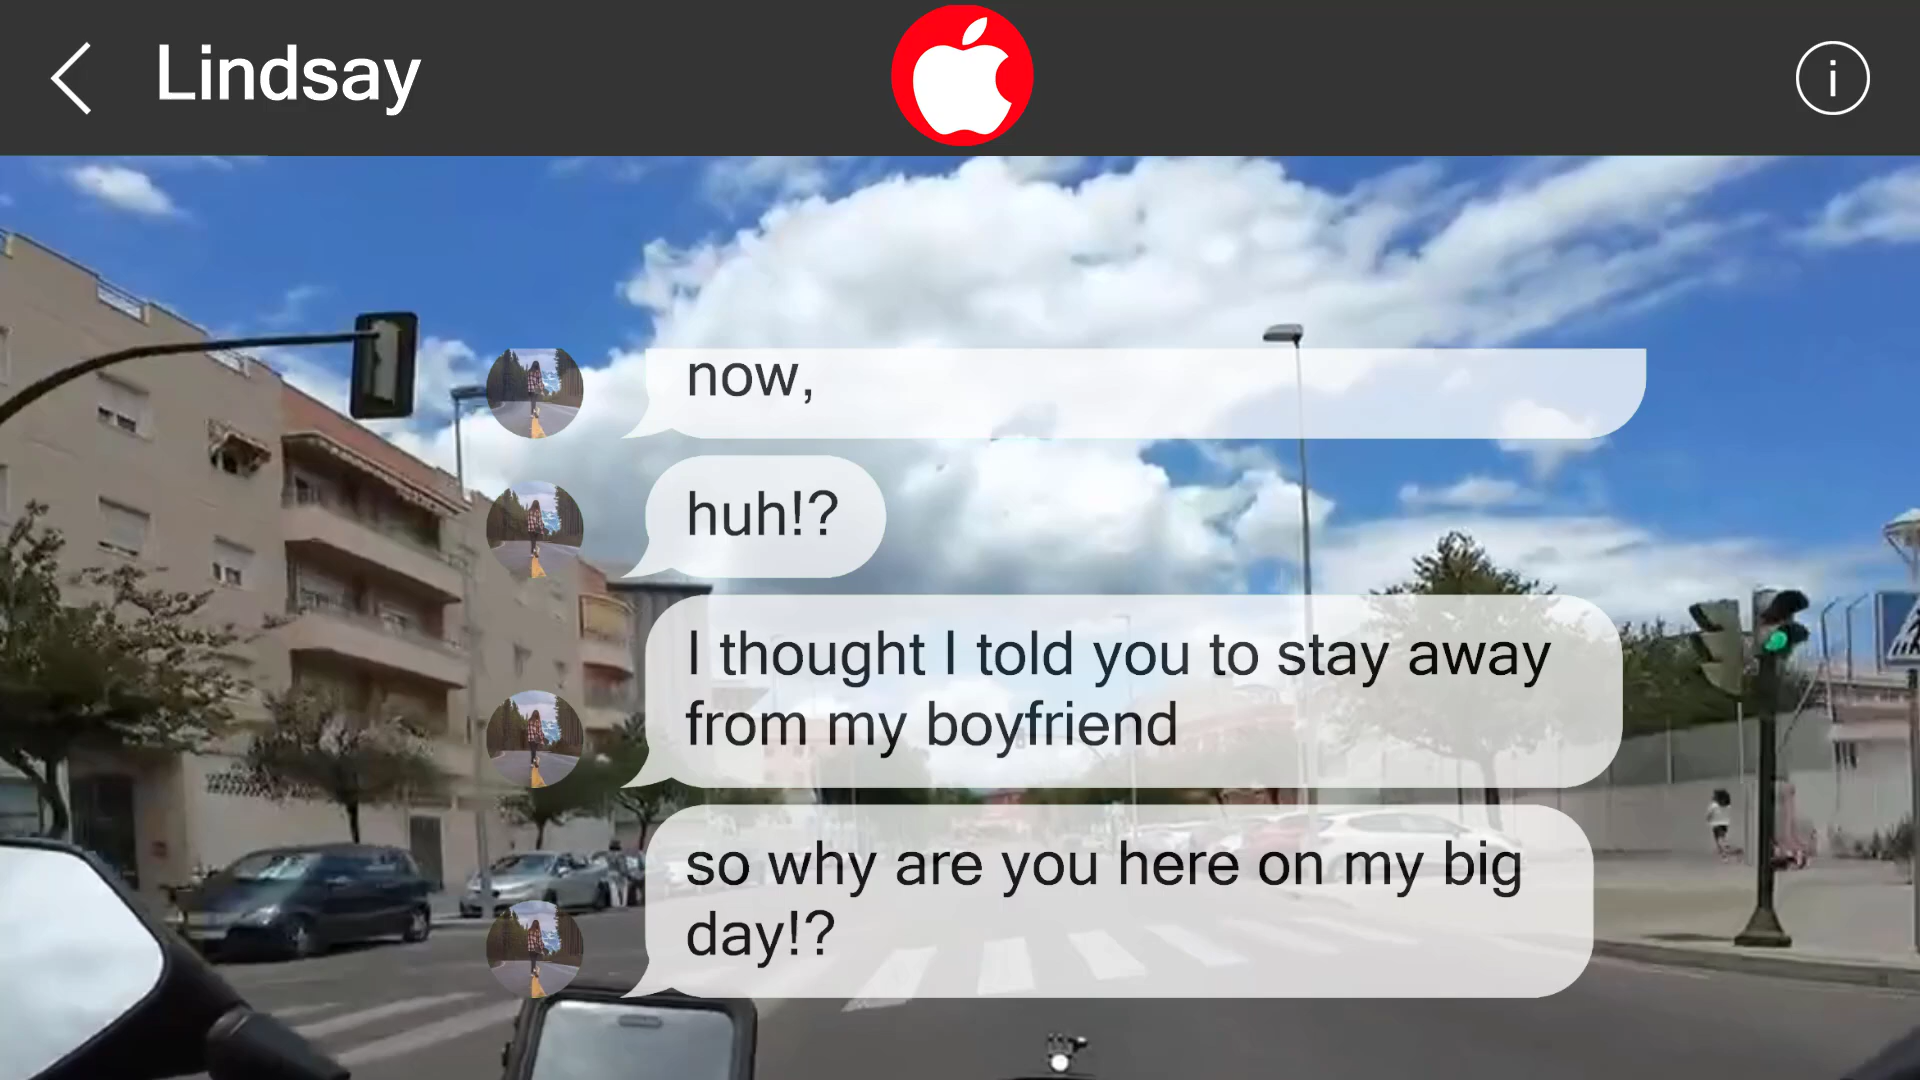 Lindsay
now,
huh!?
I thought I told you to stay away
from my boyfriend
so why are you here on my big
day!?